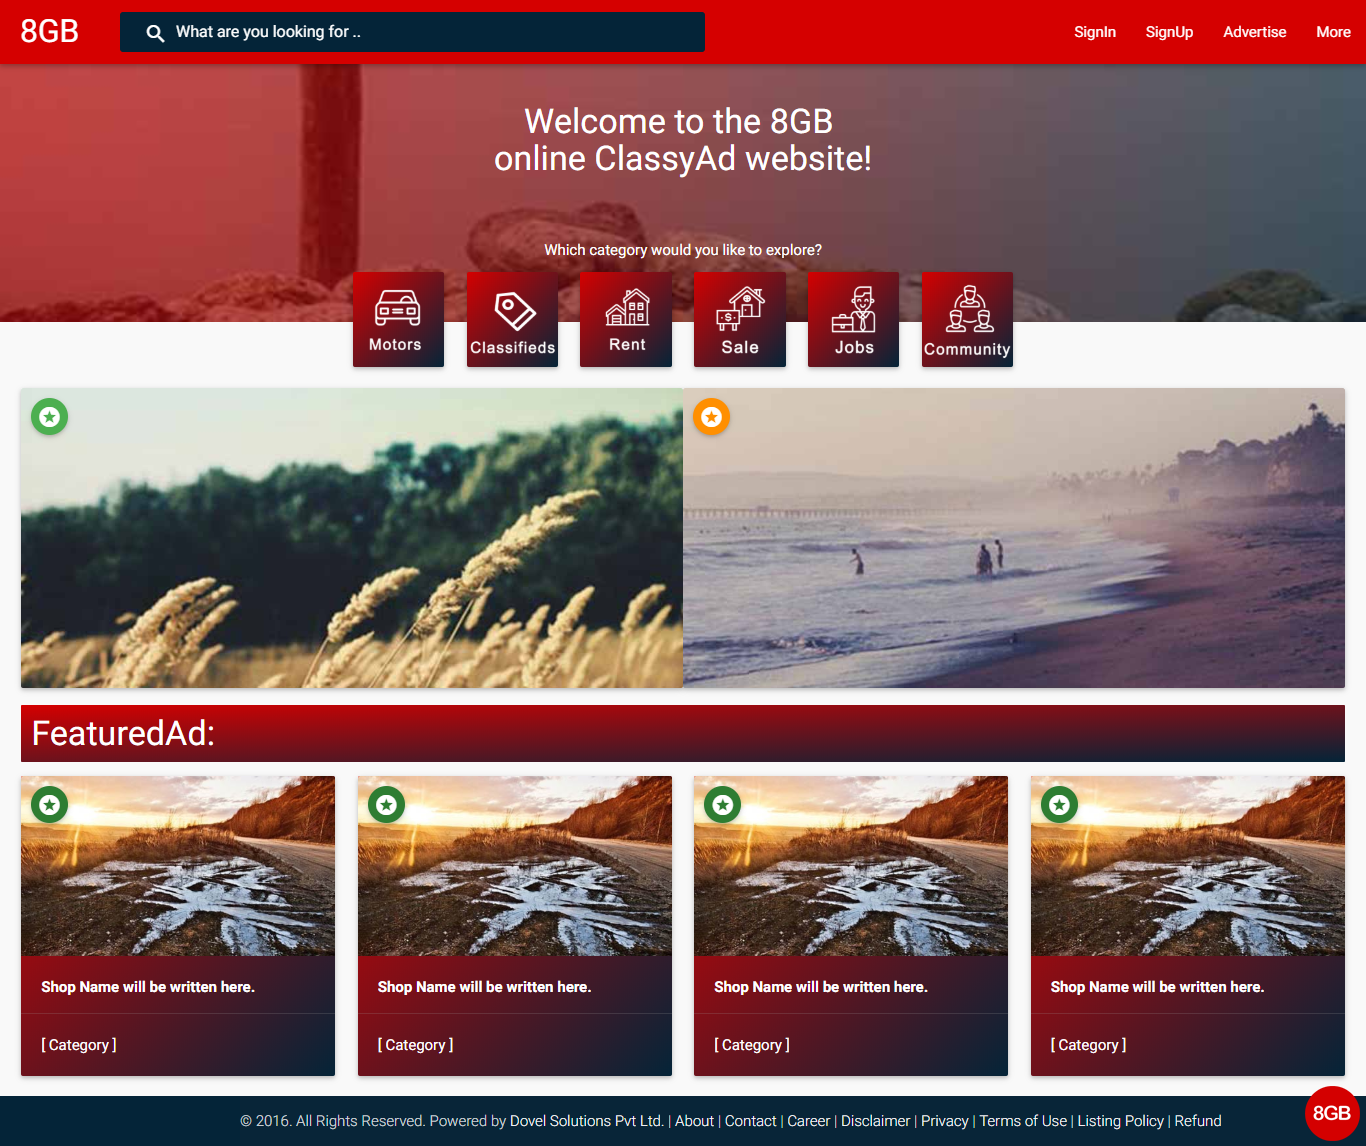 8GB
What are you looking for ..
SignIn
SignUp
Advertise
More
Welcome to the 8GB
online ClassyAd website!
Which category would you like to explore?
Motors
Classifieds
Rent
$
Sale
Jobs
Community
FeaturedAd:
Shop Name will be written here.
[ Category ]
Shop Name will be written here.
[ Category ]
Shop Name will be written here.
[ Category ]
Shop Name will be written here.
[ Category ]
© 2016. All Rights Reserved. Powered by Dovel Solutions Pvt Ltd. | About | Contact | Career | Disclaimer | Privacy | Terms of Use | Listing Policy | Refund
8GB